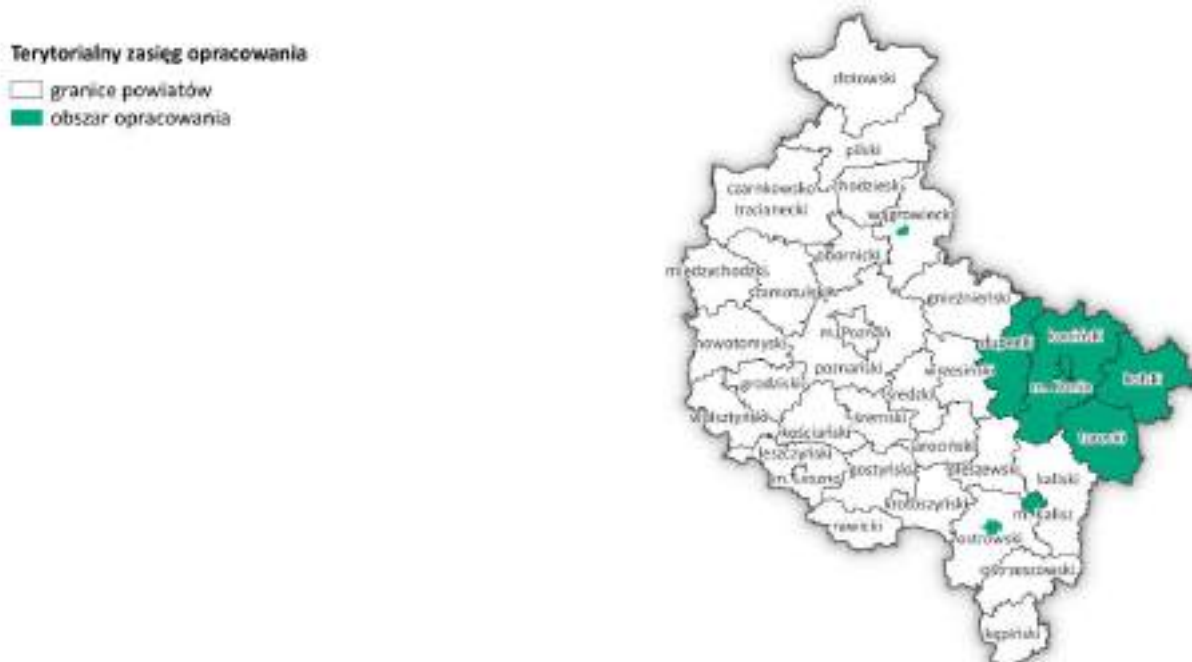 Terytorialny zasięg opracowania
granice powiatów
obszar opracowania
złotowski
pilski
czarnkowsko
trzcianecki
chodzieski
wągrowiecki
obornicki
międzychodzki
szamotulski
gnieźnieński
m. Poznań
nowotomyski
poznański
słupecki
koniński
wrzesiński
m. Konin
kolski
grodziski
średzki
wolsztyński
śremski
kościański
turecki
leszczyński
jarociński
gostyński
pleszewski
kaliski
m. Leszno
krotoszyński
m. Kalisz
rawicki
ostrowski
ostrzeszowski
kępiński